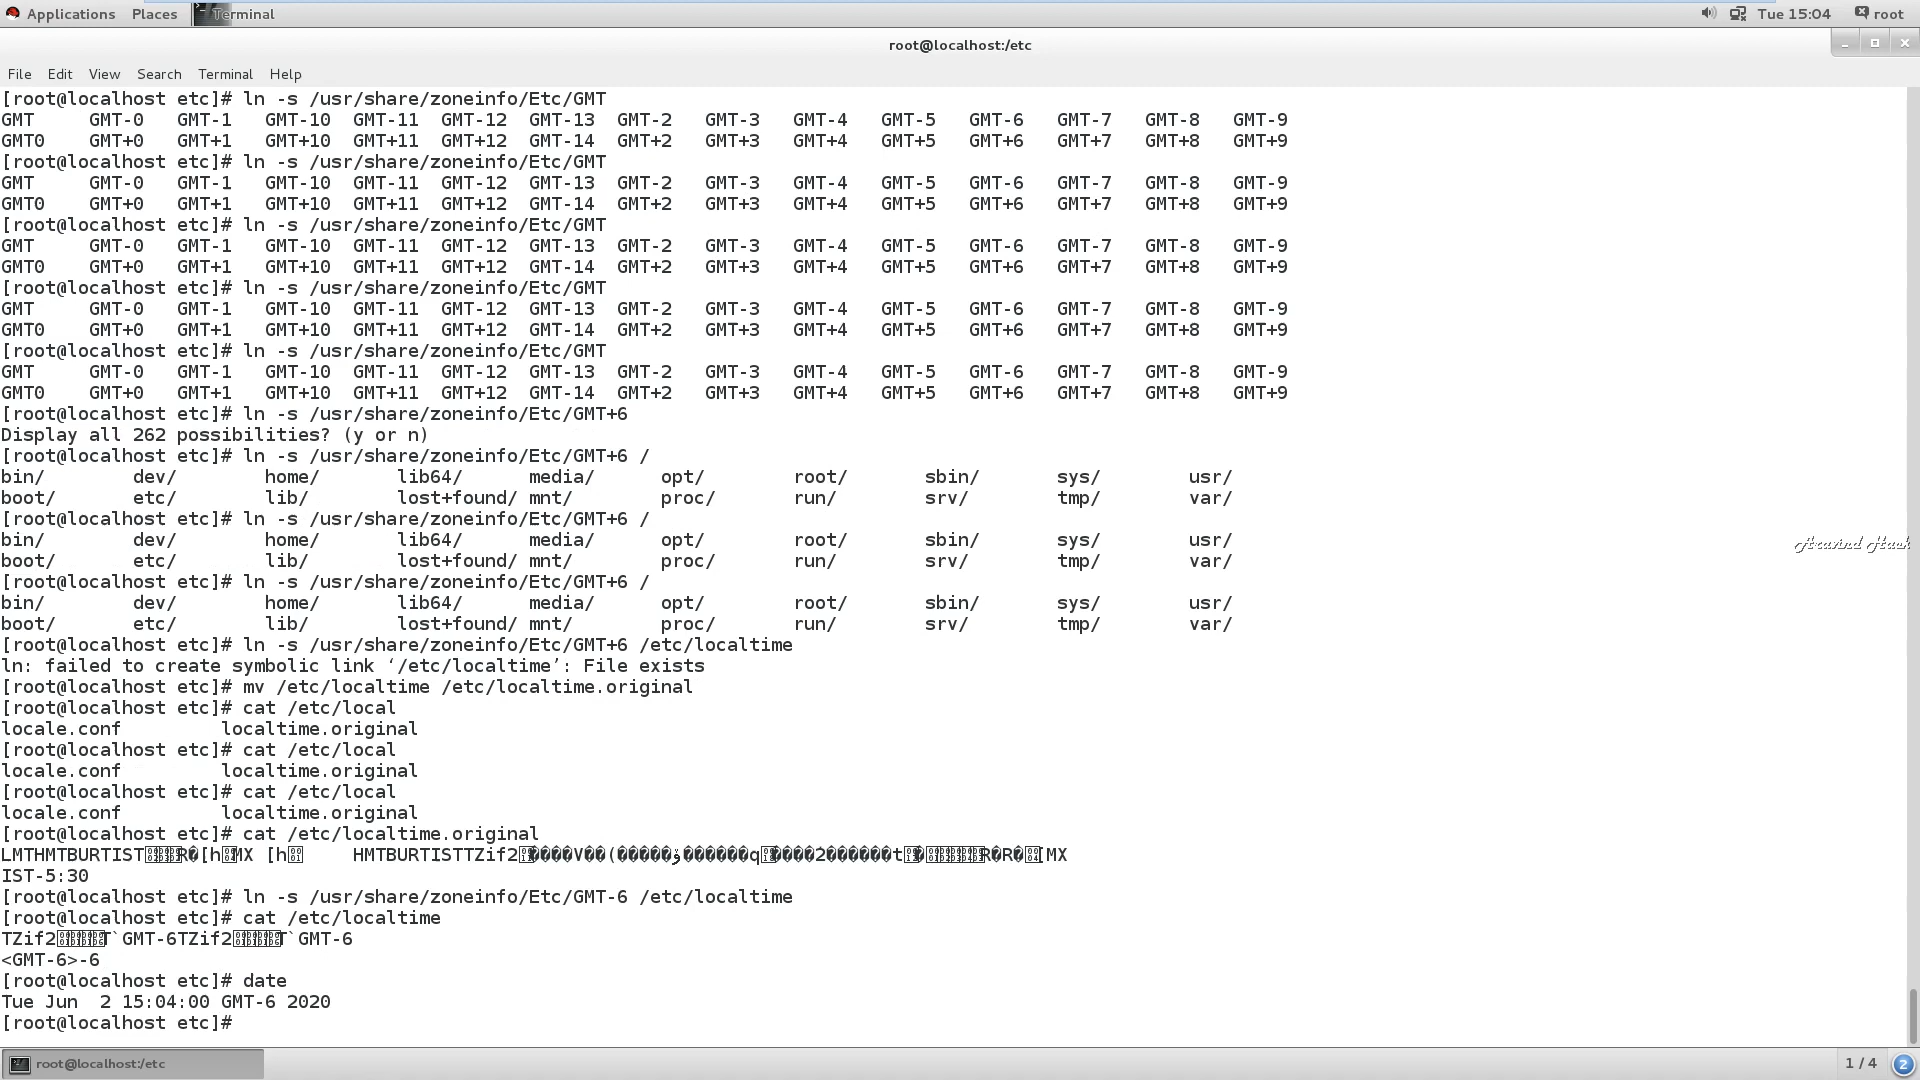 Applications Places Terminal Tue 15:04 root
root@localhost:/etc
File Edit View Search Terminal Help
[root@localhost etc]# ln -s /usr/share/zoneinfo/Etc/GMT
GMT GMT-0 GMT-1 GMT-10 GMT-11 GMT-12 GMT-13 GMT-2 GMT-3 GMT-4 GMT-5 GMT-6 GMT-7 GMT-8 GMT-9
GMT0 GMT+0 GMT+1 GMT+10 GMT+11 GMT+12 GMT-14 GMT+2 GMT+3 GMT+4 GMT+5 GMT+6 GMT+7 GMT+8 GMT+9
[root@localhost etc]# ln -s /usr/share/zoneinfo/Etc/GMT
GMT GMT-0 GMT-1 GMT-10 GMT-11 GMT-12 GMT-13 GMT-2 GMT-3 GMT-4 GMT-5 GMT-6 GMT-7 GMT-8 GMT-9
GMT0 GMT+0 GMT+1 GMT+10 GMT+11 GMT+12 GMT-14 GMT+2 GMT+3 GMT+4 GMT+5 GMT+6 GMT+7 GMT+8 GMT+9
[root@localhost etc]# ln -s /usr/share/zoneinfo/Etc/GMT
GMT GMT-0 GMT-1 GMT-10 GMT-11 GMT-12 GMT-13 GMT-2 GMT-3 GMT-4 GMT-5 GMT-6 GMT-7 GMT-8 GMT-9
GMT0 GMT+0 GMT+1 GMT+10 GMT+11 GMT+12 GMT-14 GMT+2 GMT+3 GMT+4 GMT+5 GMT+6 GMT+7 GMT+8 GMT+9
[root@localhost etc]# ln -s /usr/share/zoneinfo/Etc/GMT
GMT GMT-0 GMT-1 GMT-10 GMT-11 GMT-12 GMT-13 GMT-2 GMT-3 GMT-4 GMT-5 GMT-6 GMT-7 GMT-8 GMT-9
GMT0 GMT+0 GMT+1 GMT+10 GMT+11 GMT+12 GMT-14 GMT+2 GMT+3 GMT+4 GMT+5 GMT+6 GMT+7 GMT+8 GMT+9
[root@localhost etc]# ln -s /usr/share/zoneinfo/Etc/GMT
GMT GMT-0 GMT-1 GMT-10 GMT-11 GMT-12 GMT-13 GMT-2 GMT-3 GMT-4 GMT-5 GMT-6 GMT-7 GMT-8 GMT-9
GMT0 GMT+0 GMT+1 GMT+10 GMT+11 GMT+12 GMT-14 GMT+2 GMT+3 GMT+4 GMT+5 GMT+6 GMT+7 GMT+8 GMT+9
[root@localhost etc]# ln -s /usr/share/zoneinfo/Etc/GMT+6
Display all 262 possibilities? (y or n)
[root@localhost etc]# ln -s /usr/share/zoneinfo/Etc/GMT+6 /
bin/ dev/ home/ lib64/ media/ opt/ root/ sbin/ sys/ usr/
boot/ etc/ lib/ lost+found/ mnt/ proc/ run/ srv/ tmp/ var/
[root@localhost etc]# ln -s /usr/share/zoneinfo/Etc/GMT+6 /
bin/ dev/ home/ lib64/ media/ opt/ root/ sbin/ sys/ usr/
boot/ etc/ lib/ lost+found/ mnt/ proc/ run/ srv/ tmp/ var/
[root@localhost etc]# ln -s /usr/share/zoneinfo/Etc/GMT+6 /
bin/ dev/ home/ lib64/ media/ opt/ root/ sbin/ sys/ usr/
boot/ etc/ lib/ lost+found/ mnt/ proc/ run/ srv/ tmp/ var/
[root@localhost etc]# ln -s /usr/share/zoneinfo/Etc/GMT+6 /etc/localtime
ln: failed to create symbolic link ‘/etc/localtime’: File exists
[root@localhost etc]# mv /etc/localtime /etc/localtime.original
[root@localhost etc]# cat /etc/local
locale.conf localtime.original
[root@localhost etc]# cat /etc/local
locale.conf localtime.original
[root@localhost etc]# cat /etc/local
locale.conf localtime.original
[root@localhost etc]# cat /etc/localtime.original
LMTHMTBURTIST R�[h MX [h HMTBURTISTTZif2 ����V��( q ����2������t R�R� [MX
IST-5:30
[root@localhost etc]# ln -s /usr/share/zoneinfo/Etc/GMT-6 /etc/localtime
[root@localhost etc]# cat /etc/localtime
TZif2 T`GMT-6TZif2 T`GMT-6
<GMT-6>-6
[root@localhost etc]# date
Tue Jun 2 15:04:00 GMT-6 2020
[root@localhost etc]#
Aravind Hack
root@localhost:/etc 1 / 4 2